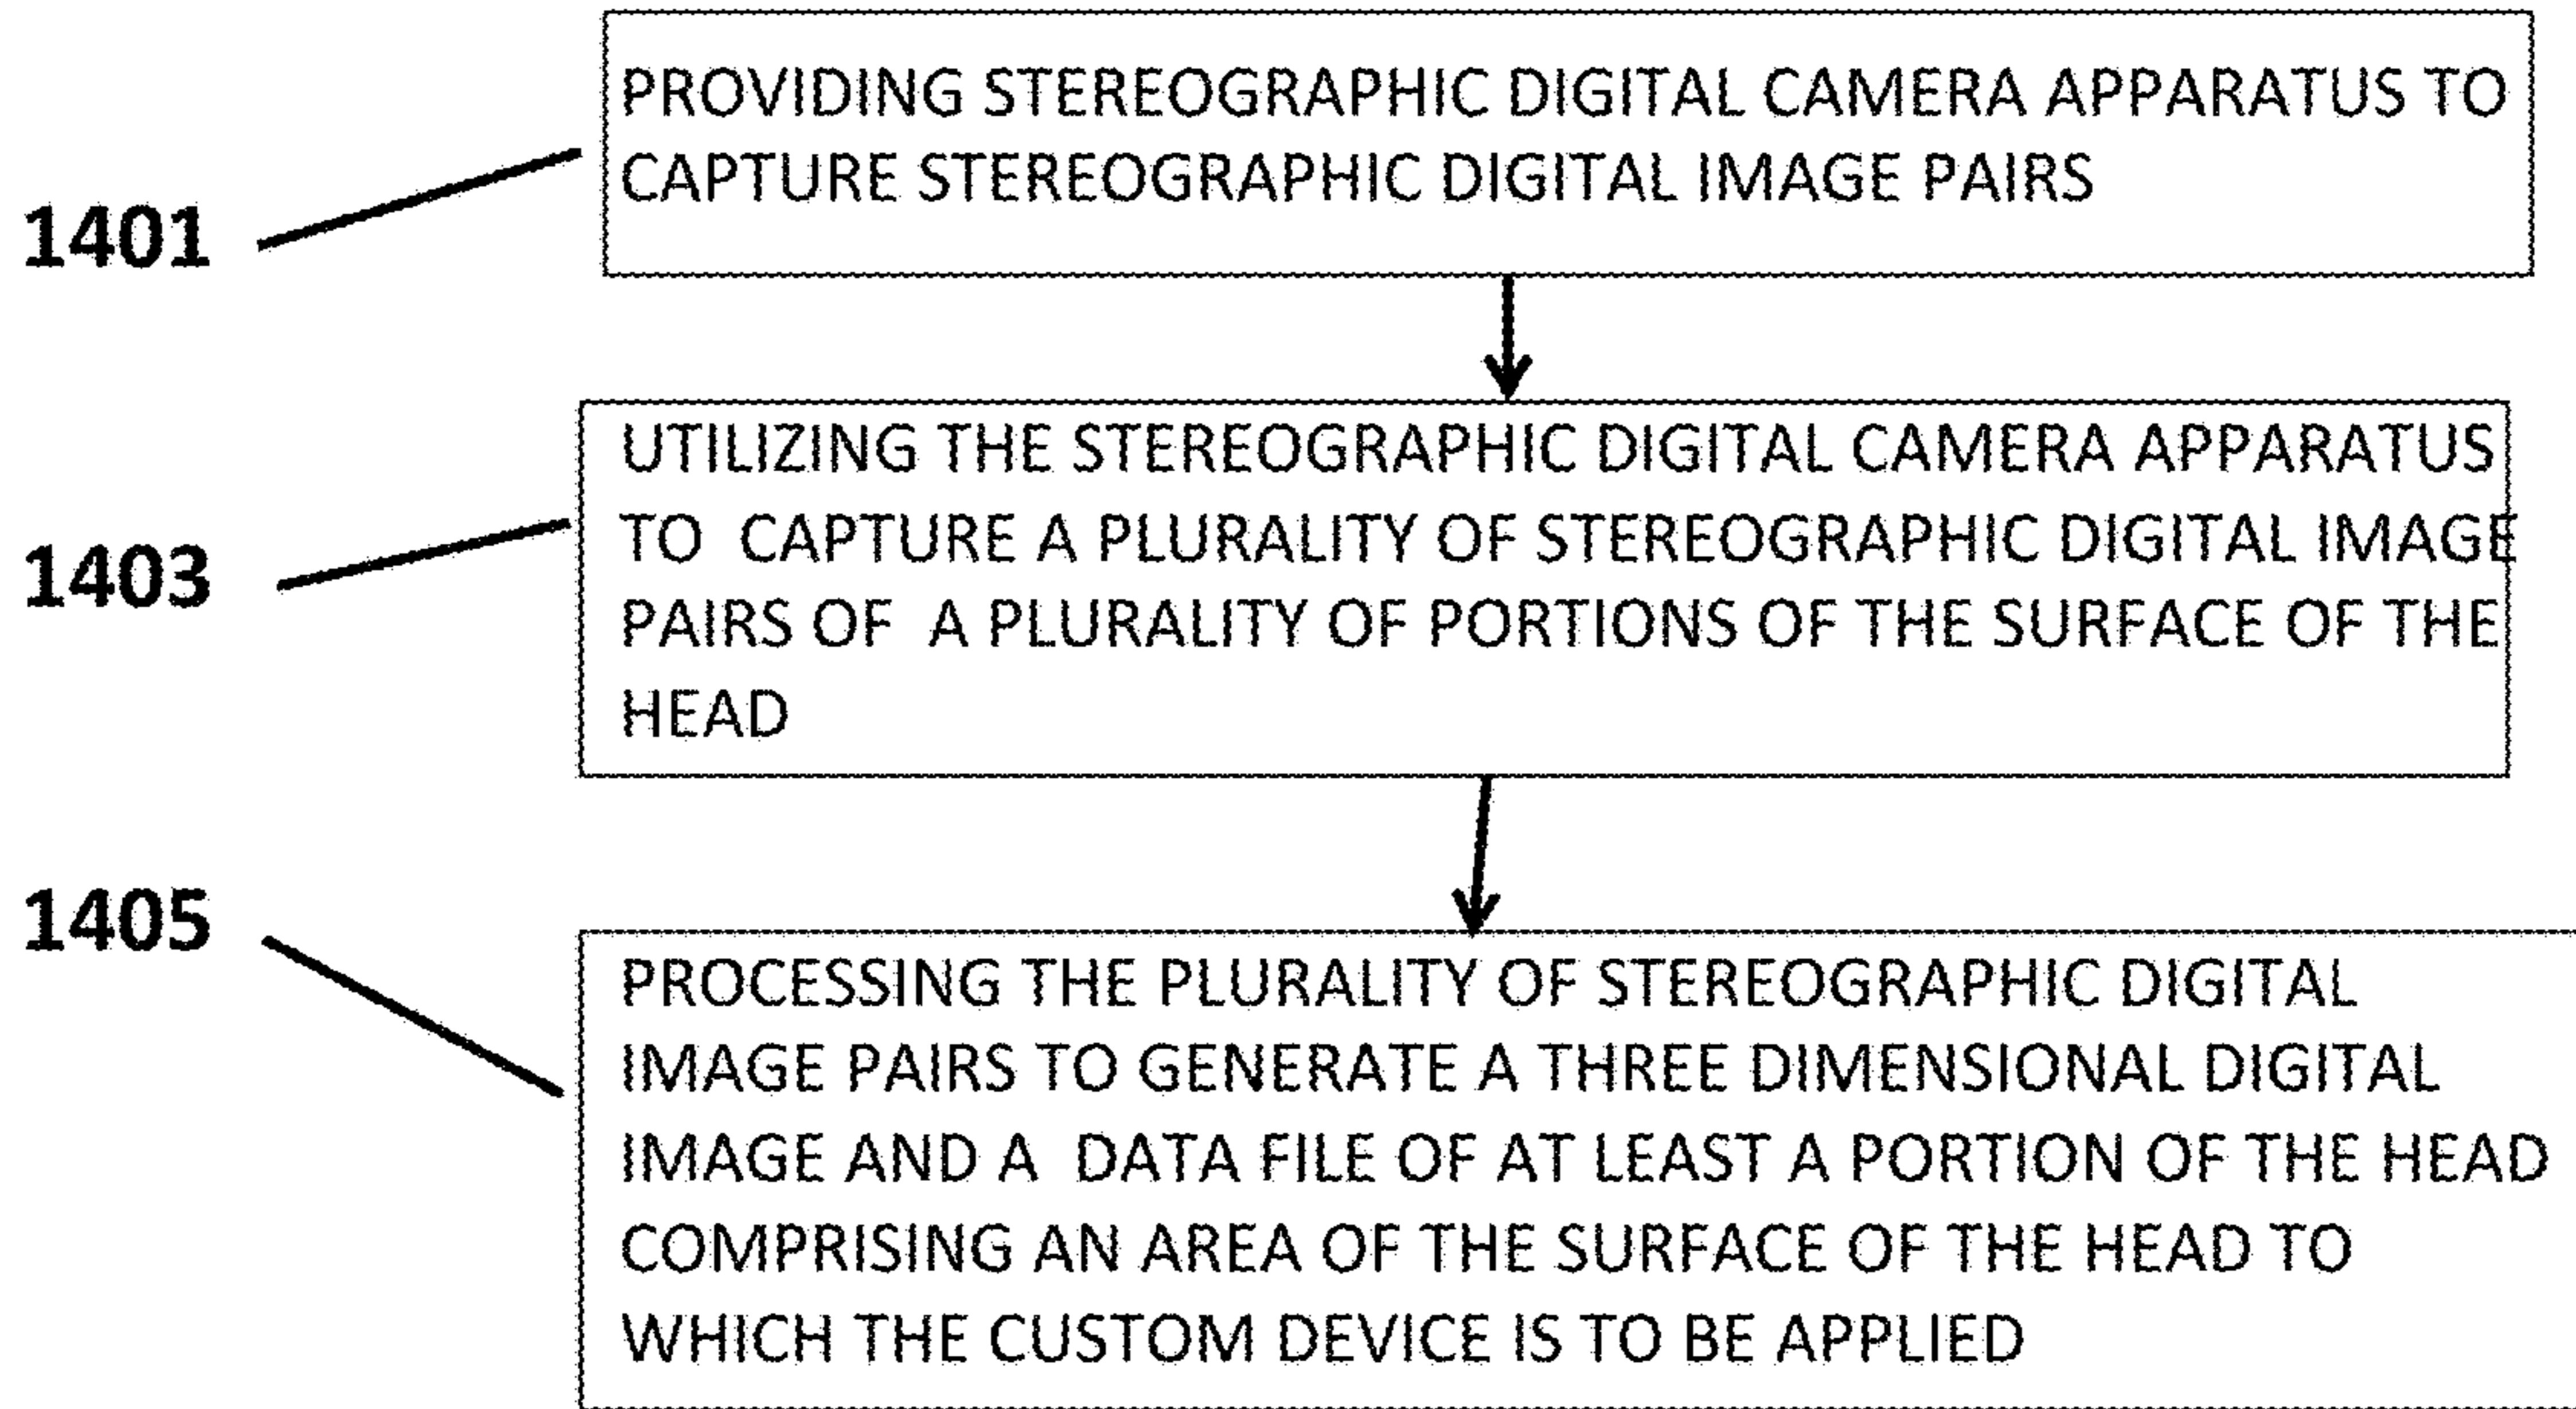 PROVIDING STEREOGRAPHIC DIGITAL CAMERA APPARATUS TO
CAPTURE STEREOGRAPHIC DIGITAL IMAGE PAIRS
1401
UTILIZING THE STEREOGRAPHIC DIGITAL CAMERA APPARATUS
TO CAPTURE A PLURALITY OF STEREOGRAPHIC DIGITAL IMAGE
PAIRS OF A PLURALITY OF PORTIONS OF THE SURFACE OF THE
HEAD
1403
PROCESSING THE PLURALITY OF STEREOGRAPHIC DIGITAL
IMAGE PAIRS TO GENERATE A THREE DIMENSIONAL DIGITAL
IMAGE AND A DATA FILE OF AT LEAST A PORTION OF THE HEAD
COMPRISING AN AREA OF THE SURFACE OF THE HEAD TO
WHICH THE CUSTOM DEVICE IS TO BE APPLIED
1405